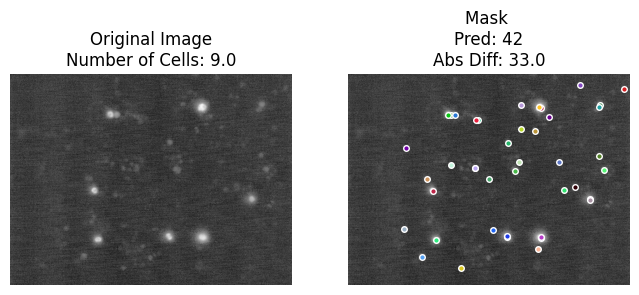 Original Image
Number of Cells: 9.0
Mask
Pred: 42
Abs Diff: 33.0